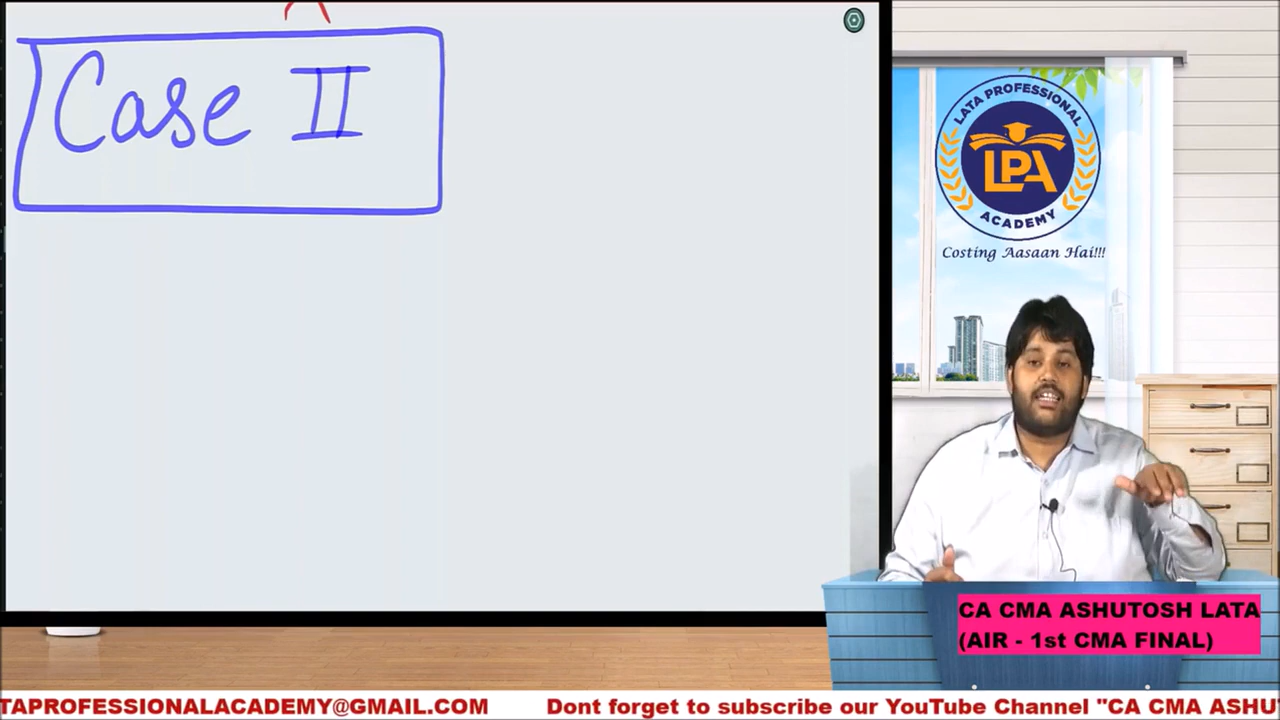 Case II
LATA PROFESSIONAL
LPA
ACADEMY
Costing Aasaan Hai!!!
CA CMA ASHUTOSH LATA
(AIR - 1st CMA FINAL)
TAPROFESSIONALACADEMY@GMAIL.COM Dont forget to subscribe our YouTube Channel "CA CMA ASHU